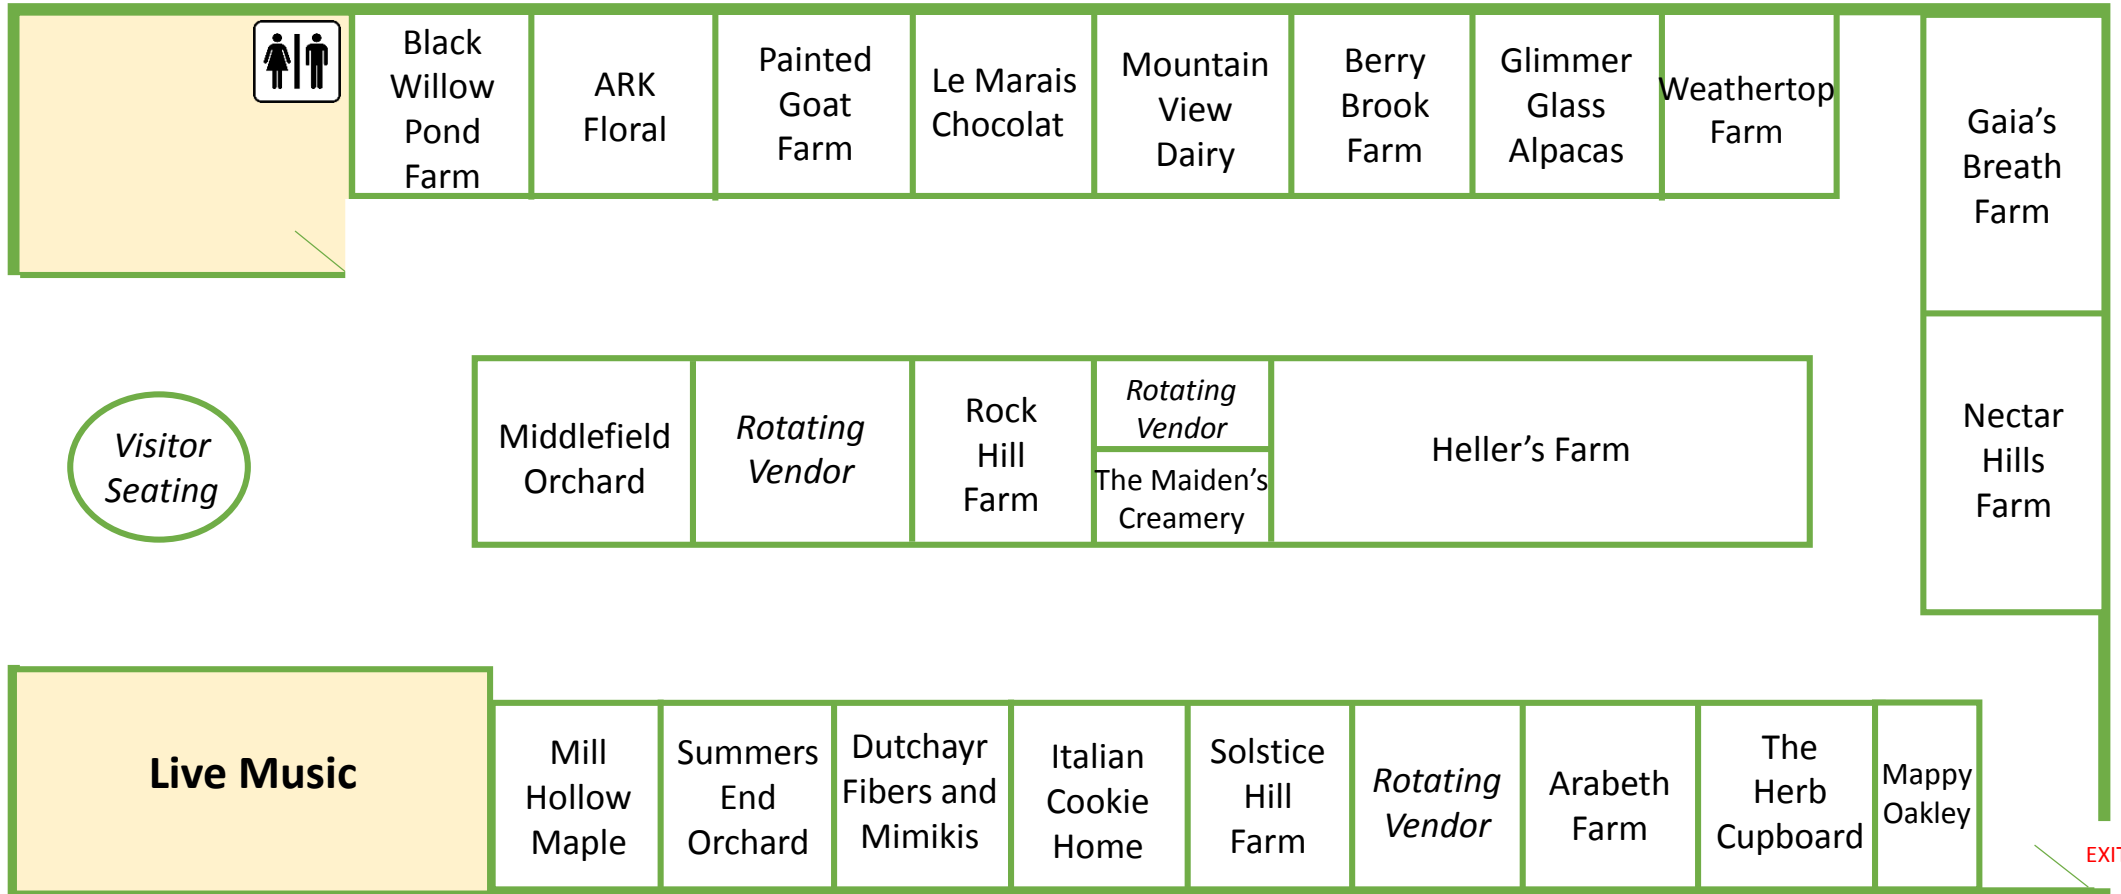 Black
Willow
Pond
Farm
ARK
Floral
Painted
Goat
Farm
Le Marais
Chocolat
Mountain
View
Dairy
Berry
Brook
Farm
Glimmer
Glass
Alpacas
Weathertop
Farm
Gaia’s
Breath
Farm
Visitor
Seating
Middlefield
Orchard
Rotating
Vendor
Rock
Hill
Farm
Rotating
Vendor
The Maiden’s
Creamery
Heller’s Farm
Nectar
Hills
Farm
Live Music
Mill
Hollow
Maple
Summers
End
Orchard
Dutchayr
Fibers and
Mimikis
Italian
Cookie
Home
Solstice
Hill
Farm
Rotating
Vendor
Arabeth
Farm
The
Herb
Cupboard
Mappy
Oakley
EXIT